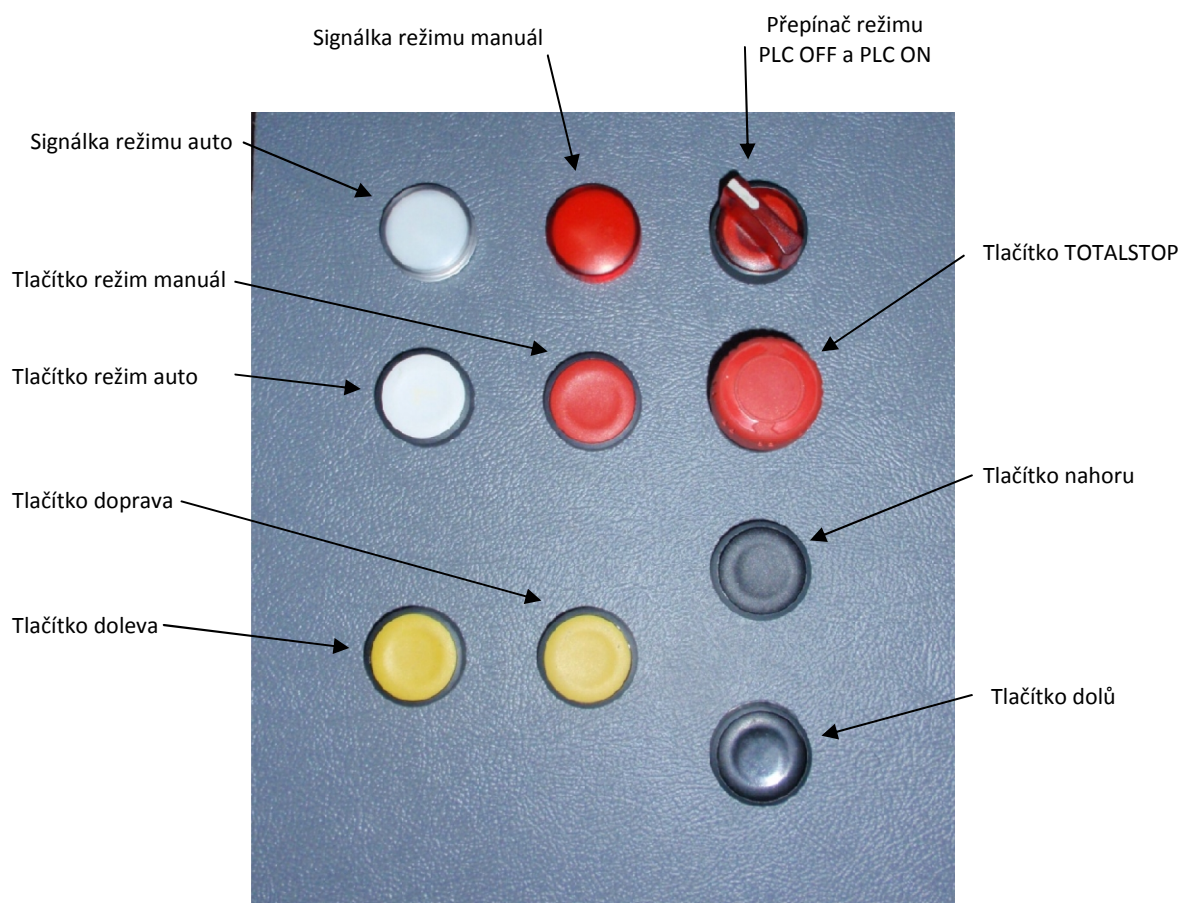 Signálka režimu manuál
Přepínač režimu
PLC OFF a PLC ON
Signálka režimu auto
Tlačítko TOTALSTOP
Tlačítko režim manuál
Tlačítko režim auto
Tlačítko nahoru
Tlačítko doprava
Tlačítko doleva
Tlačítko dolů